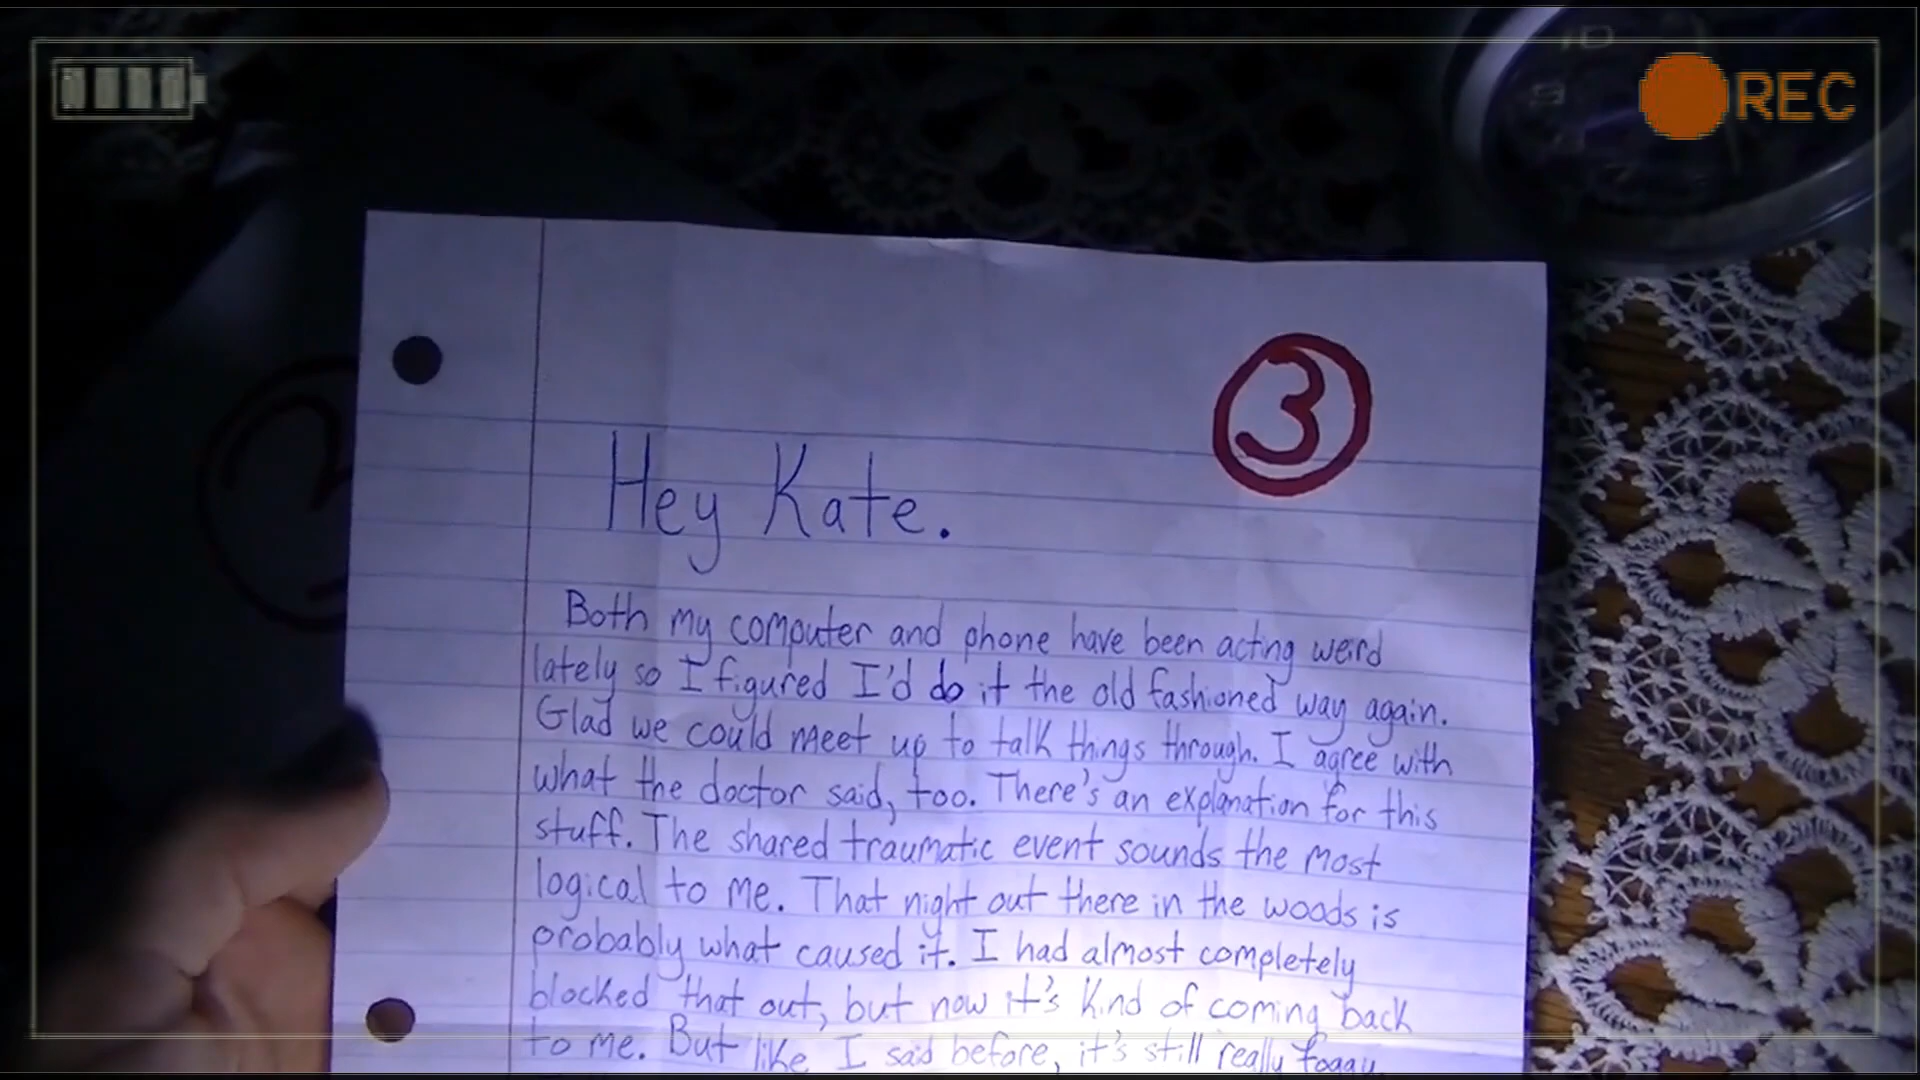 REC
3
Hey Kate.
Both my computer and phone have been acting weird
lately so I figured I'd do it the old fashioned way again.
Glad we could meet up to talk things through. I agree with
what the doctor said, too. There's an explanation for this
stuff. The shared traumatic event sounds the most
logical to me. That night out there in the woods is
probably what caused it. I had almost completely
blocked that out, but now it's kind of coming back
to me. But like I said before, it's still really foggy